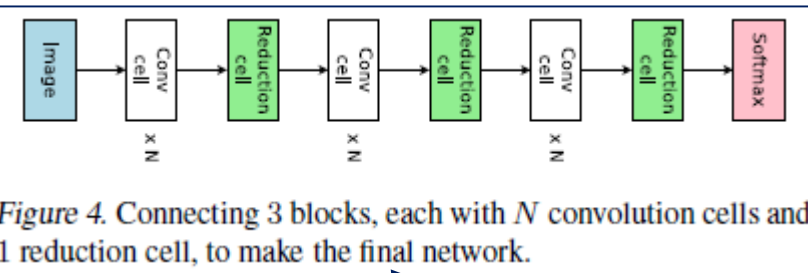 Image
Conv
cell
x N
Reduction
cell
Conv
cell
x N
Reduction
cell
Conv
cell
x N
Reduction
cell
Softmax
Figure 4. Connecting 3 blocks, each with N convolution cells and
1 reduction cell, to make the final network.